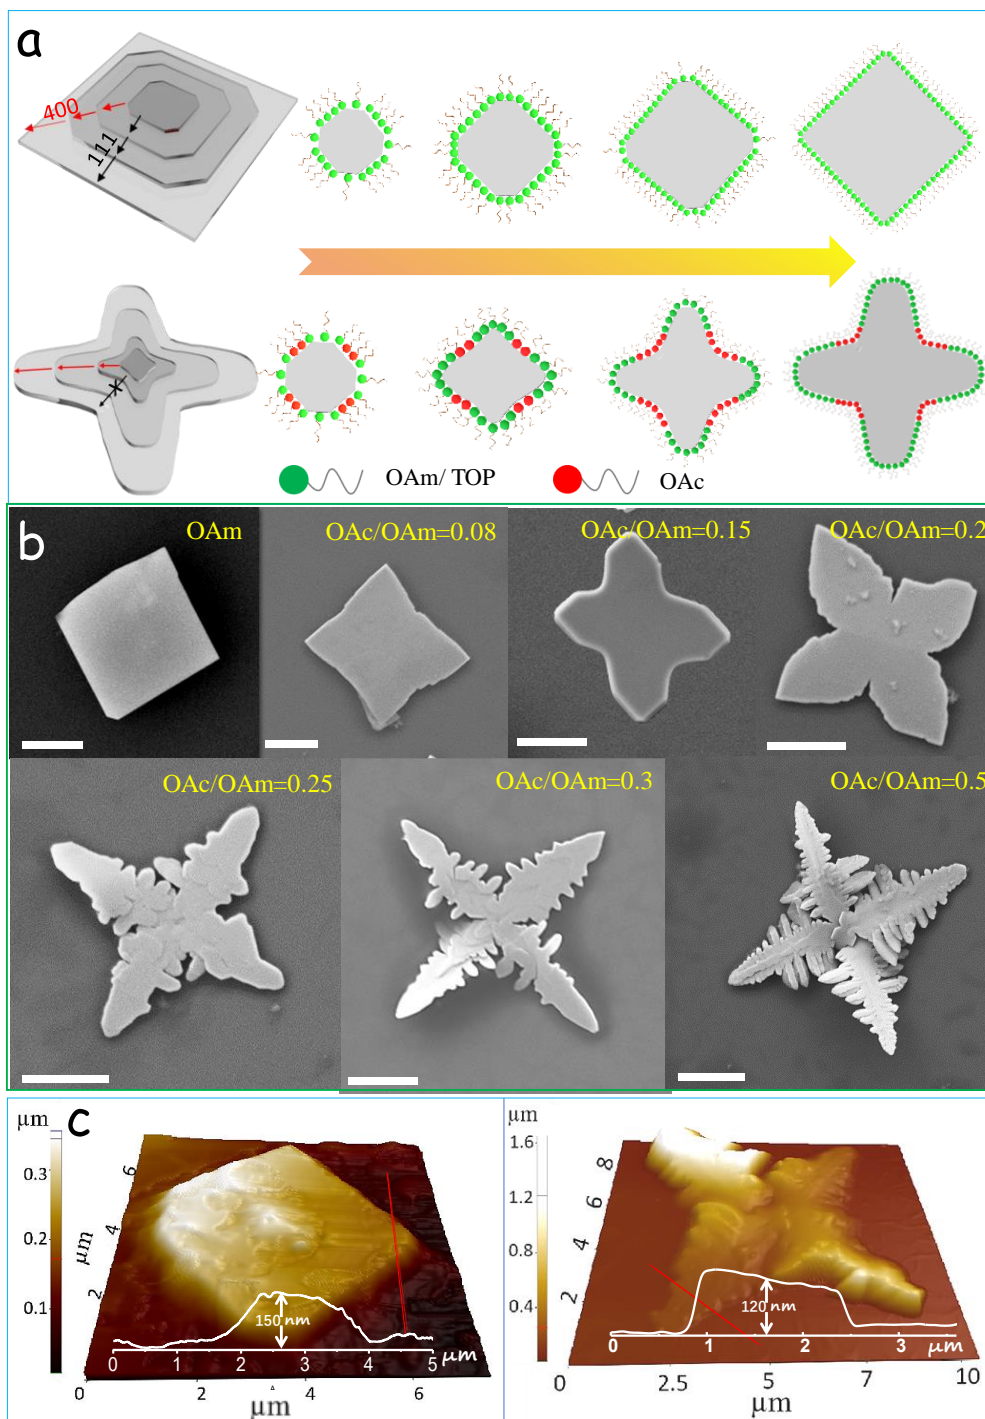 a
400
111
OAm/ TOP
OAc
b
OAm
OAc/OAm=0.08
OAc/OAm=0.15
OAc/OAm=0.2
OAc/OAm=0.25
OAc/OAm=0.3
OAc/OAm=0.5
c
μm
0.3
0.2
0.1
6
4
2
μm
150 nm
0 1 2 3 4 5 μm
0 2 4 6
μm
μm
1.6
1.2
0.8
0.4
8
6
4
2
120 nm
0 1 2 3 μm
0 2.5 5 7 10
μm